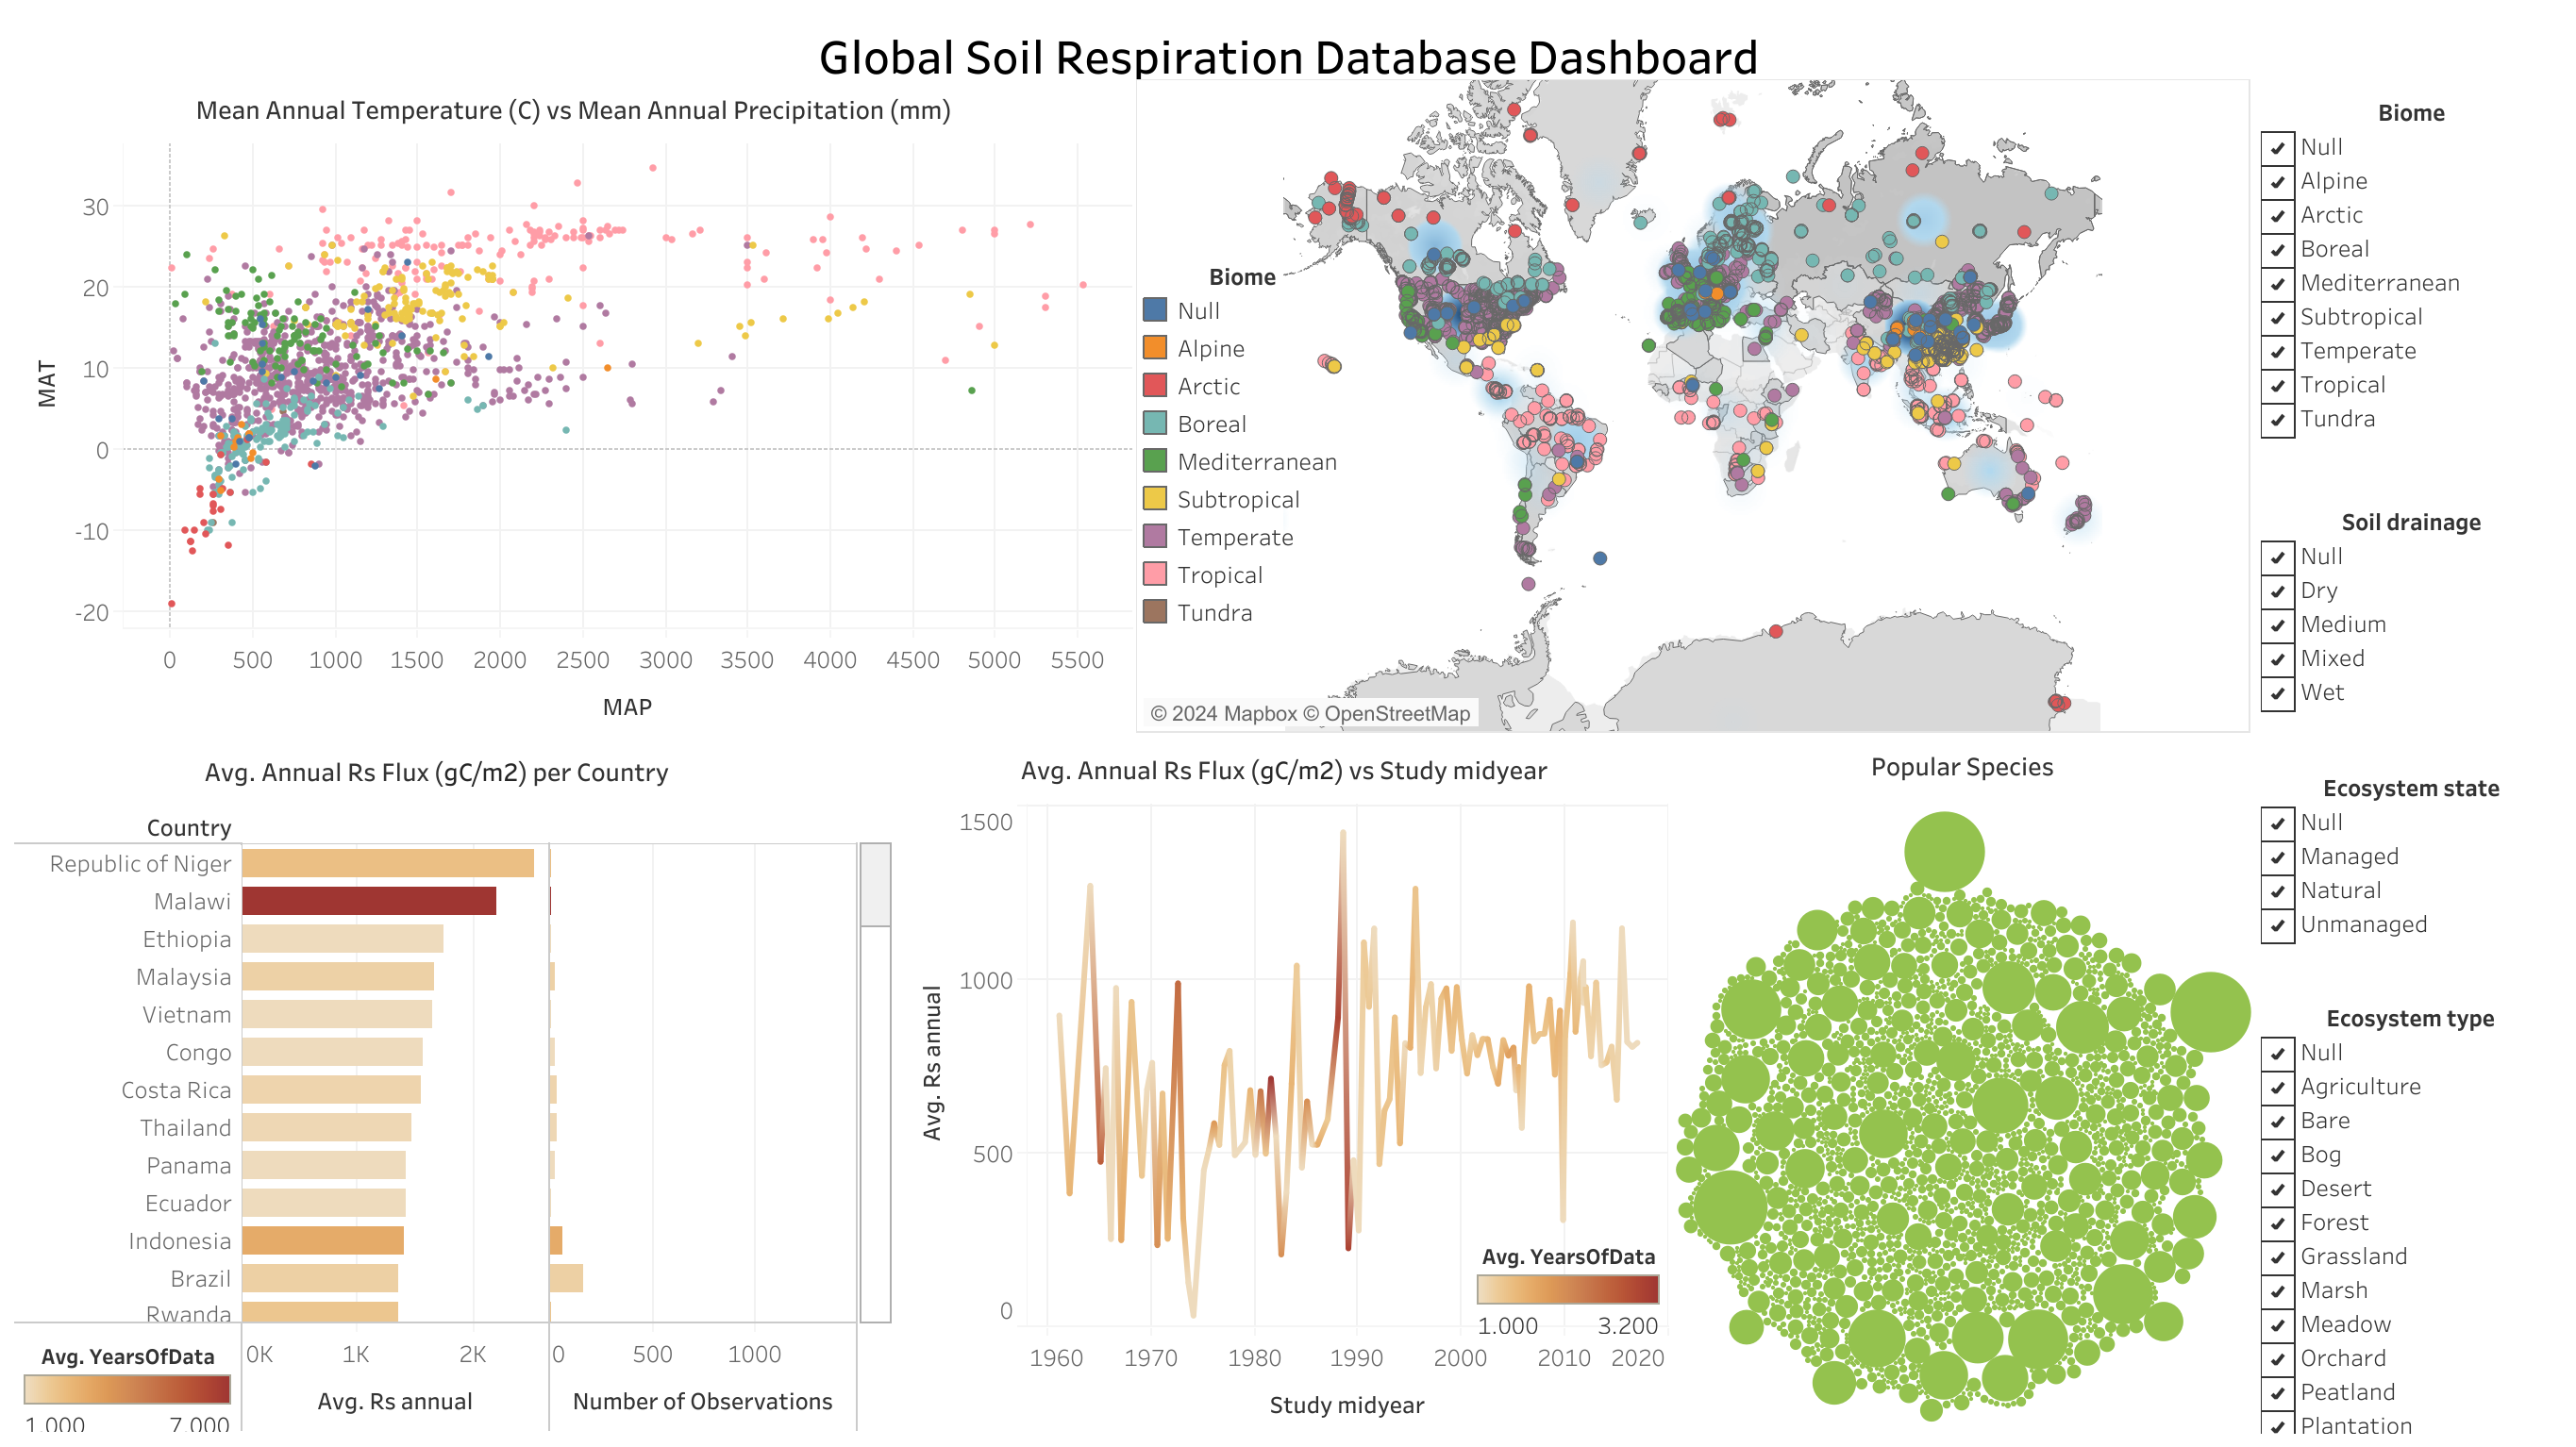 Global Soil Respiration Database Dashboard
Mean Annual Temperature (C) vs Mean Annual Precipitation (mm)
MAT
30
20
10
0
-10
-20
0 500 1000 1500 2000 2500 3000 3500 4000 4500 5000 5500
MAP
Biome
Null
Alpine
Arctic
Boreal
Mediterranean
Subtropical
Temperate
Tropical
Tundra
© 2024 Mapbox © OpenStreetMap
Biome
Null
Alpine
Arctic
Boreal
Mediterranean
Subtropical
Temperate
Tropical
Tundra
Soil drainage
Null
Dry
Medium
Mixed
Wet
Avg. Annual Rs Flux (gC/m2) per Country
Country
Republic of Niger
Malawi
Ethiopia
Malaysia
Vietnam
Congo
Costa Rica
Thailand
Panama
Ecuador
Indonesia
Brazil
Rwanda
0K 1K 2K 0 500 1000
Avg. Rs annual Number of Observations
Avg. YearsOfData
1.000 7.000
Avg. Annual Rs Flux (gC/m2) vs Study midyear
Avg. Rs annual
1500
1000
500
0
1960 1970 1980 1990 2000 2010 2020
Study midyear
Avg. YearsOfData
1.000 3.200
Popular Species
Ecosystem state
Null
Managed
Natural
Unmanaged
Ecosystem type
Null
Agriculture
Bare
Bog
Desert
Forest
Grassland
Marsh
Meadow
Orchard
Peatland
Plantation